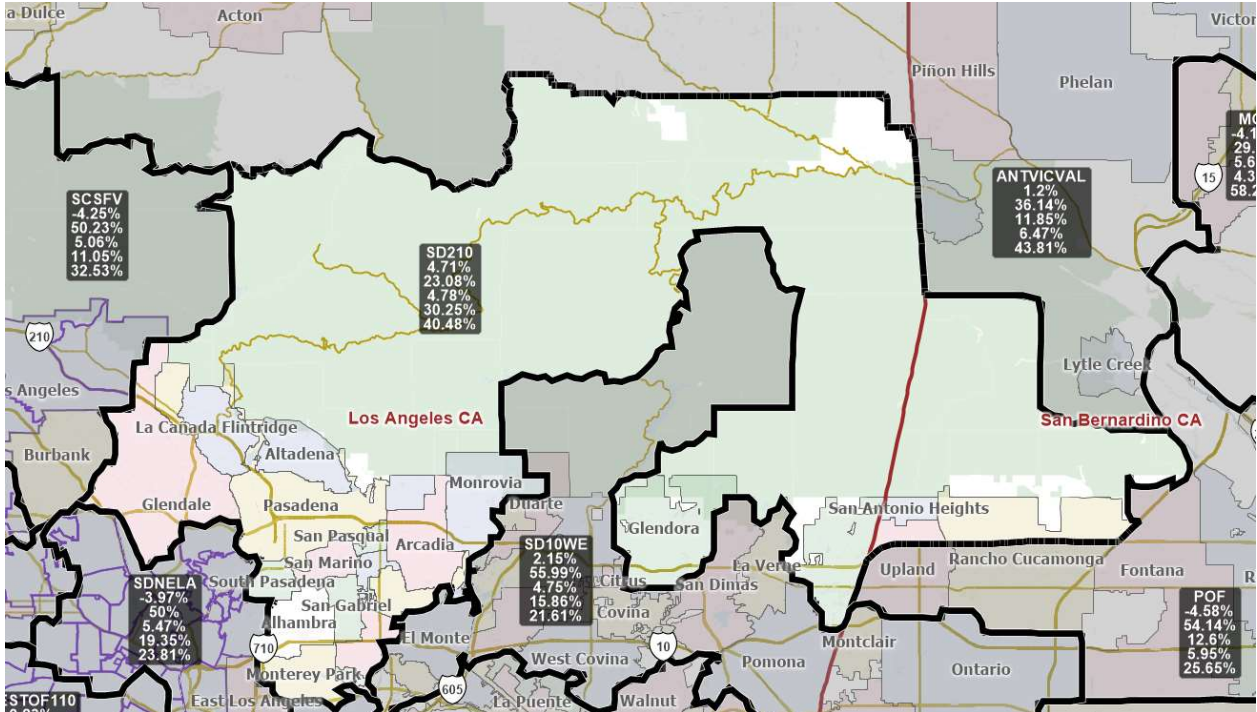 a Dulce
Acton
Victor
Piñon Hills
Phelan
MC
-4.1
29.
5.6
4.3
58.2
15
SCSFV
-4.25%
50.23%
5.06%
11.05%
32.53%
ANTVICVAL
1.2%
36.14%
11.85%
6.47%
43.81%
SD210
4.71%
23.08%
4.78%
30.25%
40.48%
210
Lytle Creek
os Angeles
Los Angeles CA
San Bernardino CA
La Cañada Flintridge
Burbank
Altadena
Monrovia
Glendale
Pasadena
Duarte
San Antonio Heights
Glendora
San Pasqual
Arcadia
SD10WE
2.15%
55.99%
4.75%
15.86%
21.61%
San Marino
La Verne
Rancho Cucamonga
Upland
Fontana
SDNELA
-3.97%
50%
5.47%
19.35%
23.81%
South Pasadena
Citrus
San Dimas
San Gabriel
Covina
Alhambra
POF
-4.58%
54.14%
12.6%
5.95%
25.65%
El Monte
Montclair
710
10
West Covina
Pomona
Ontario
Monterey Park
605
East Los Angeles
La Puente
Walnut
ESTOF110